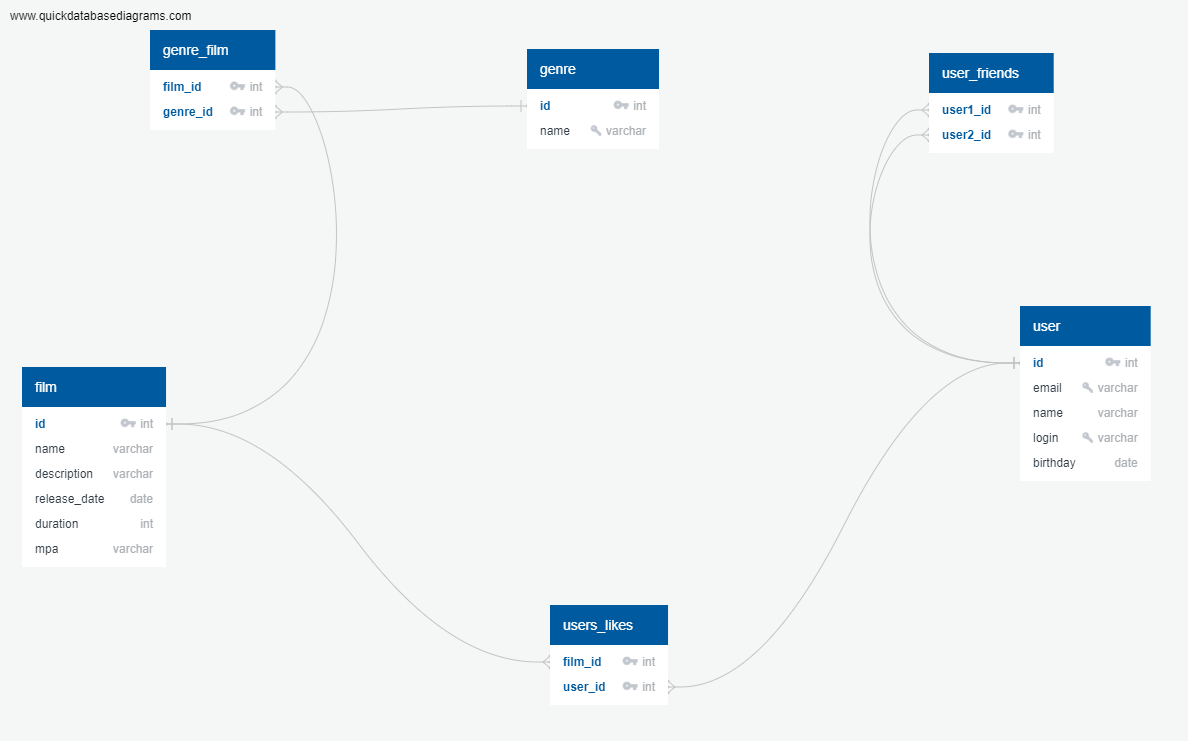 www.quickdatabasediagrams.com
genre_film
film_id int
genre_id int
genre
id int
name varchar
user_friends
user1_id int
user2_id int
user
id int
email varchar
name varchar
login varchar
birthday date
film
id int
name varchar
description varchar
release_date date
duration int
mpa varchar
users_likes
film_id int
user_id int